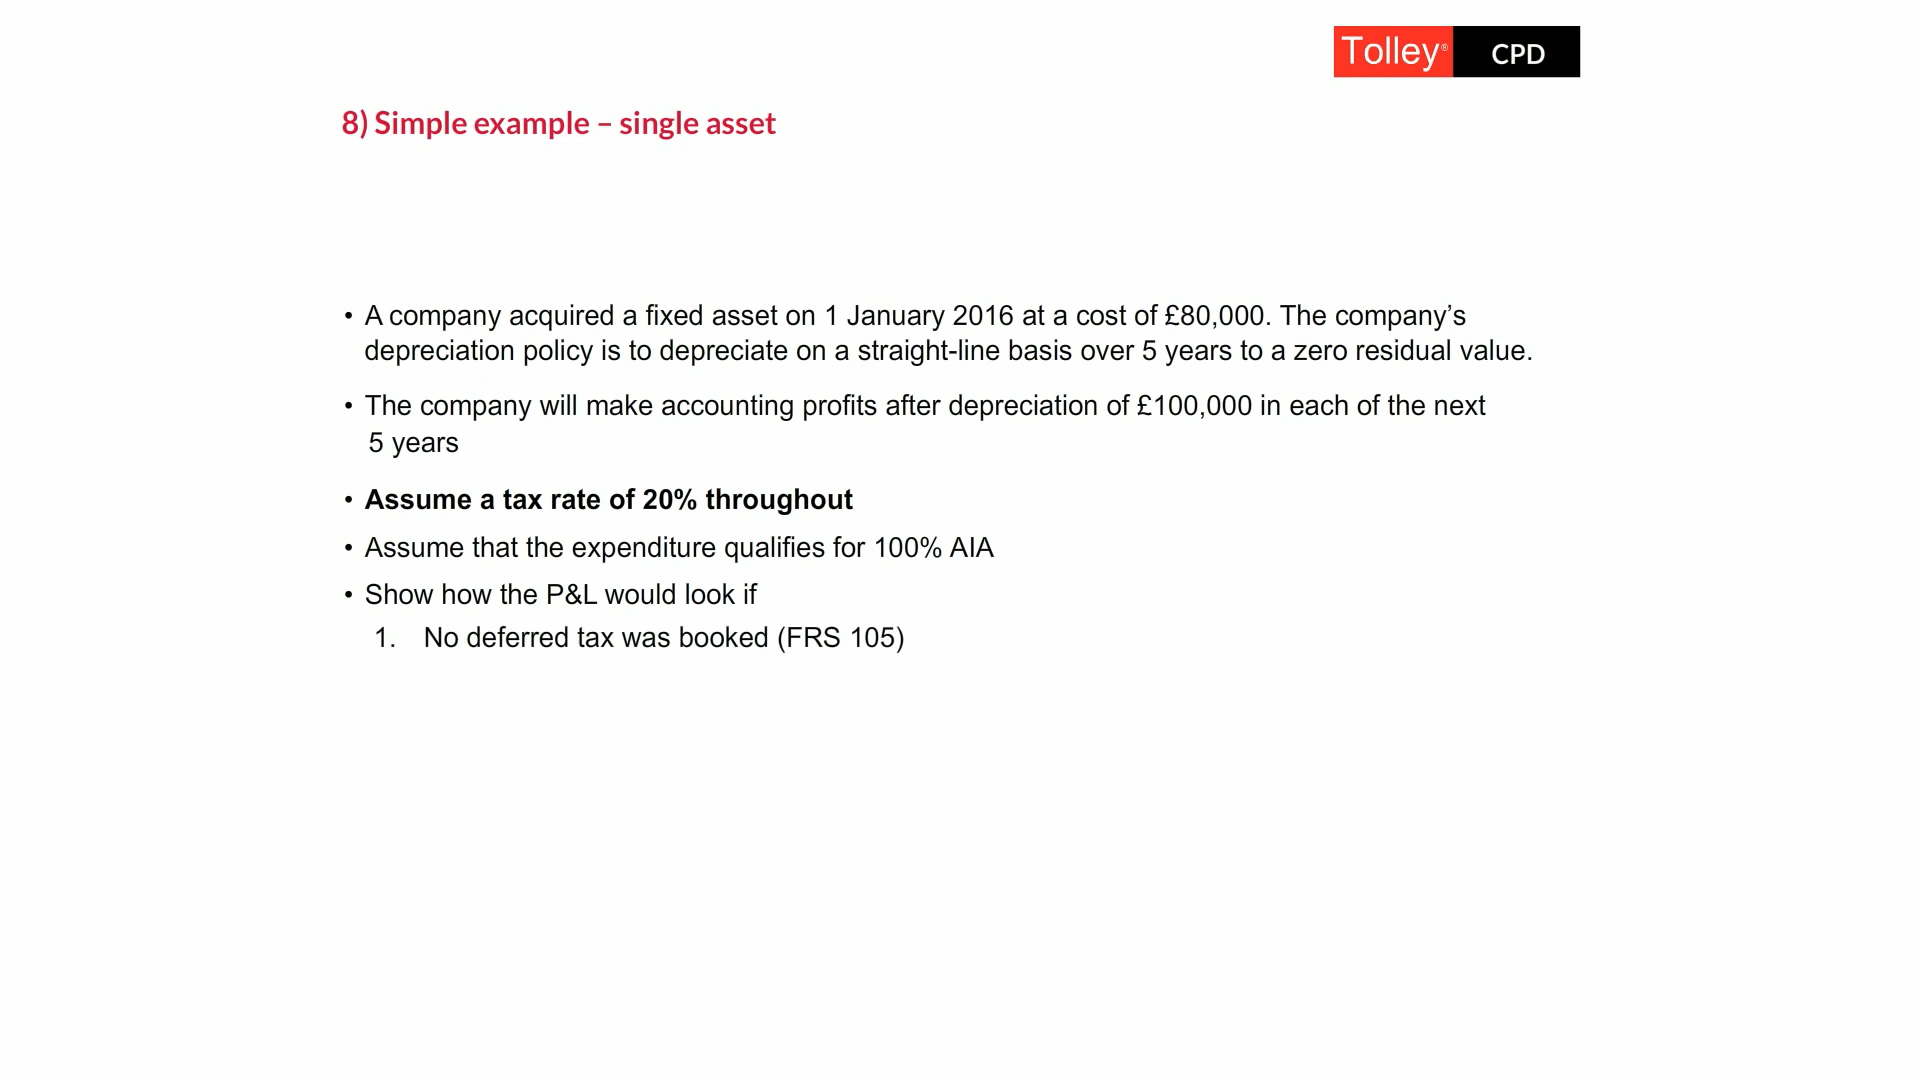 Tolley® CPD
8) Simple example – single asset
• A company acquired a fixed asset on 1 January 2016 at a cost of £80,000. The company’s
depreciation policy is to depreciate on a straight-line basis over 5 years to a zero residual value.
• The company will make accounting profits after depreciation of £100,000 in each of the next
5 years
• Assume a tax rate of 20% throughout
• Assume that the expenditure qualifies for 100% AIA
• Show how the P&L would look if
1. No deferred tax was booked (FRS 105)